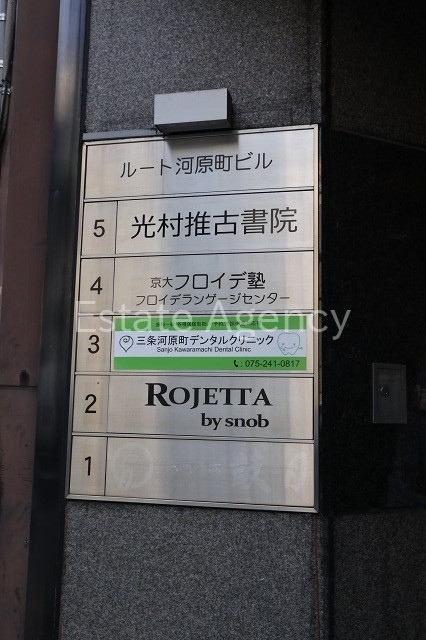 ルート河原町ビル
5 光村推古書院
4 京大 フロイデ塾
フロイデランゲージセンター
Estate Agency
3 三条河原町デンタルクリニック
Sanjo Kawaramachi Dental Clinic
075-241-0817
2 ROJETTA
by snob
1